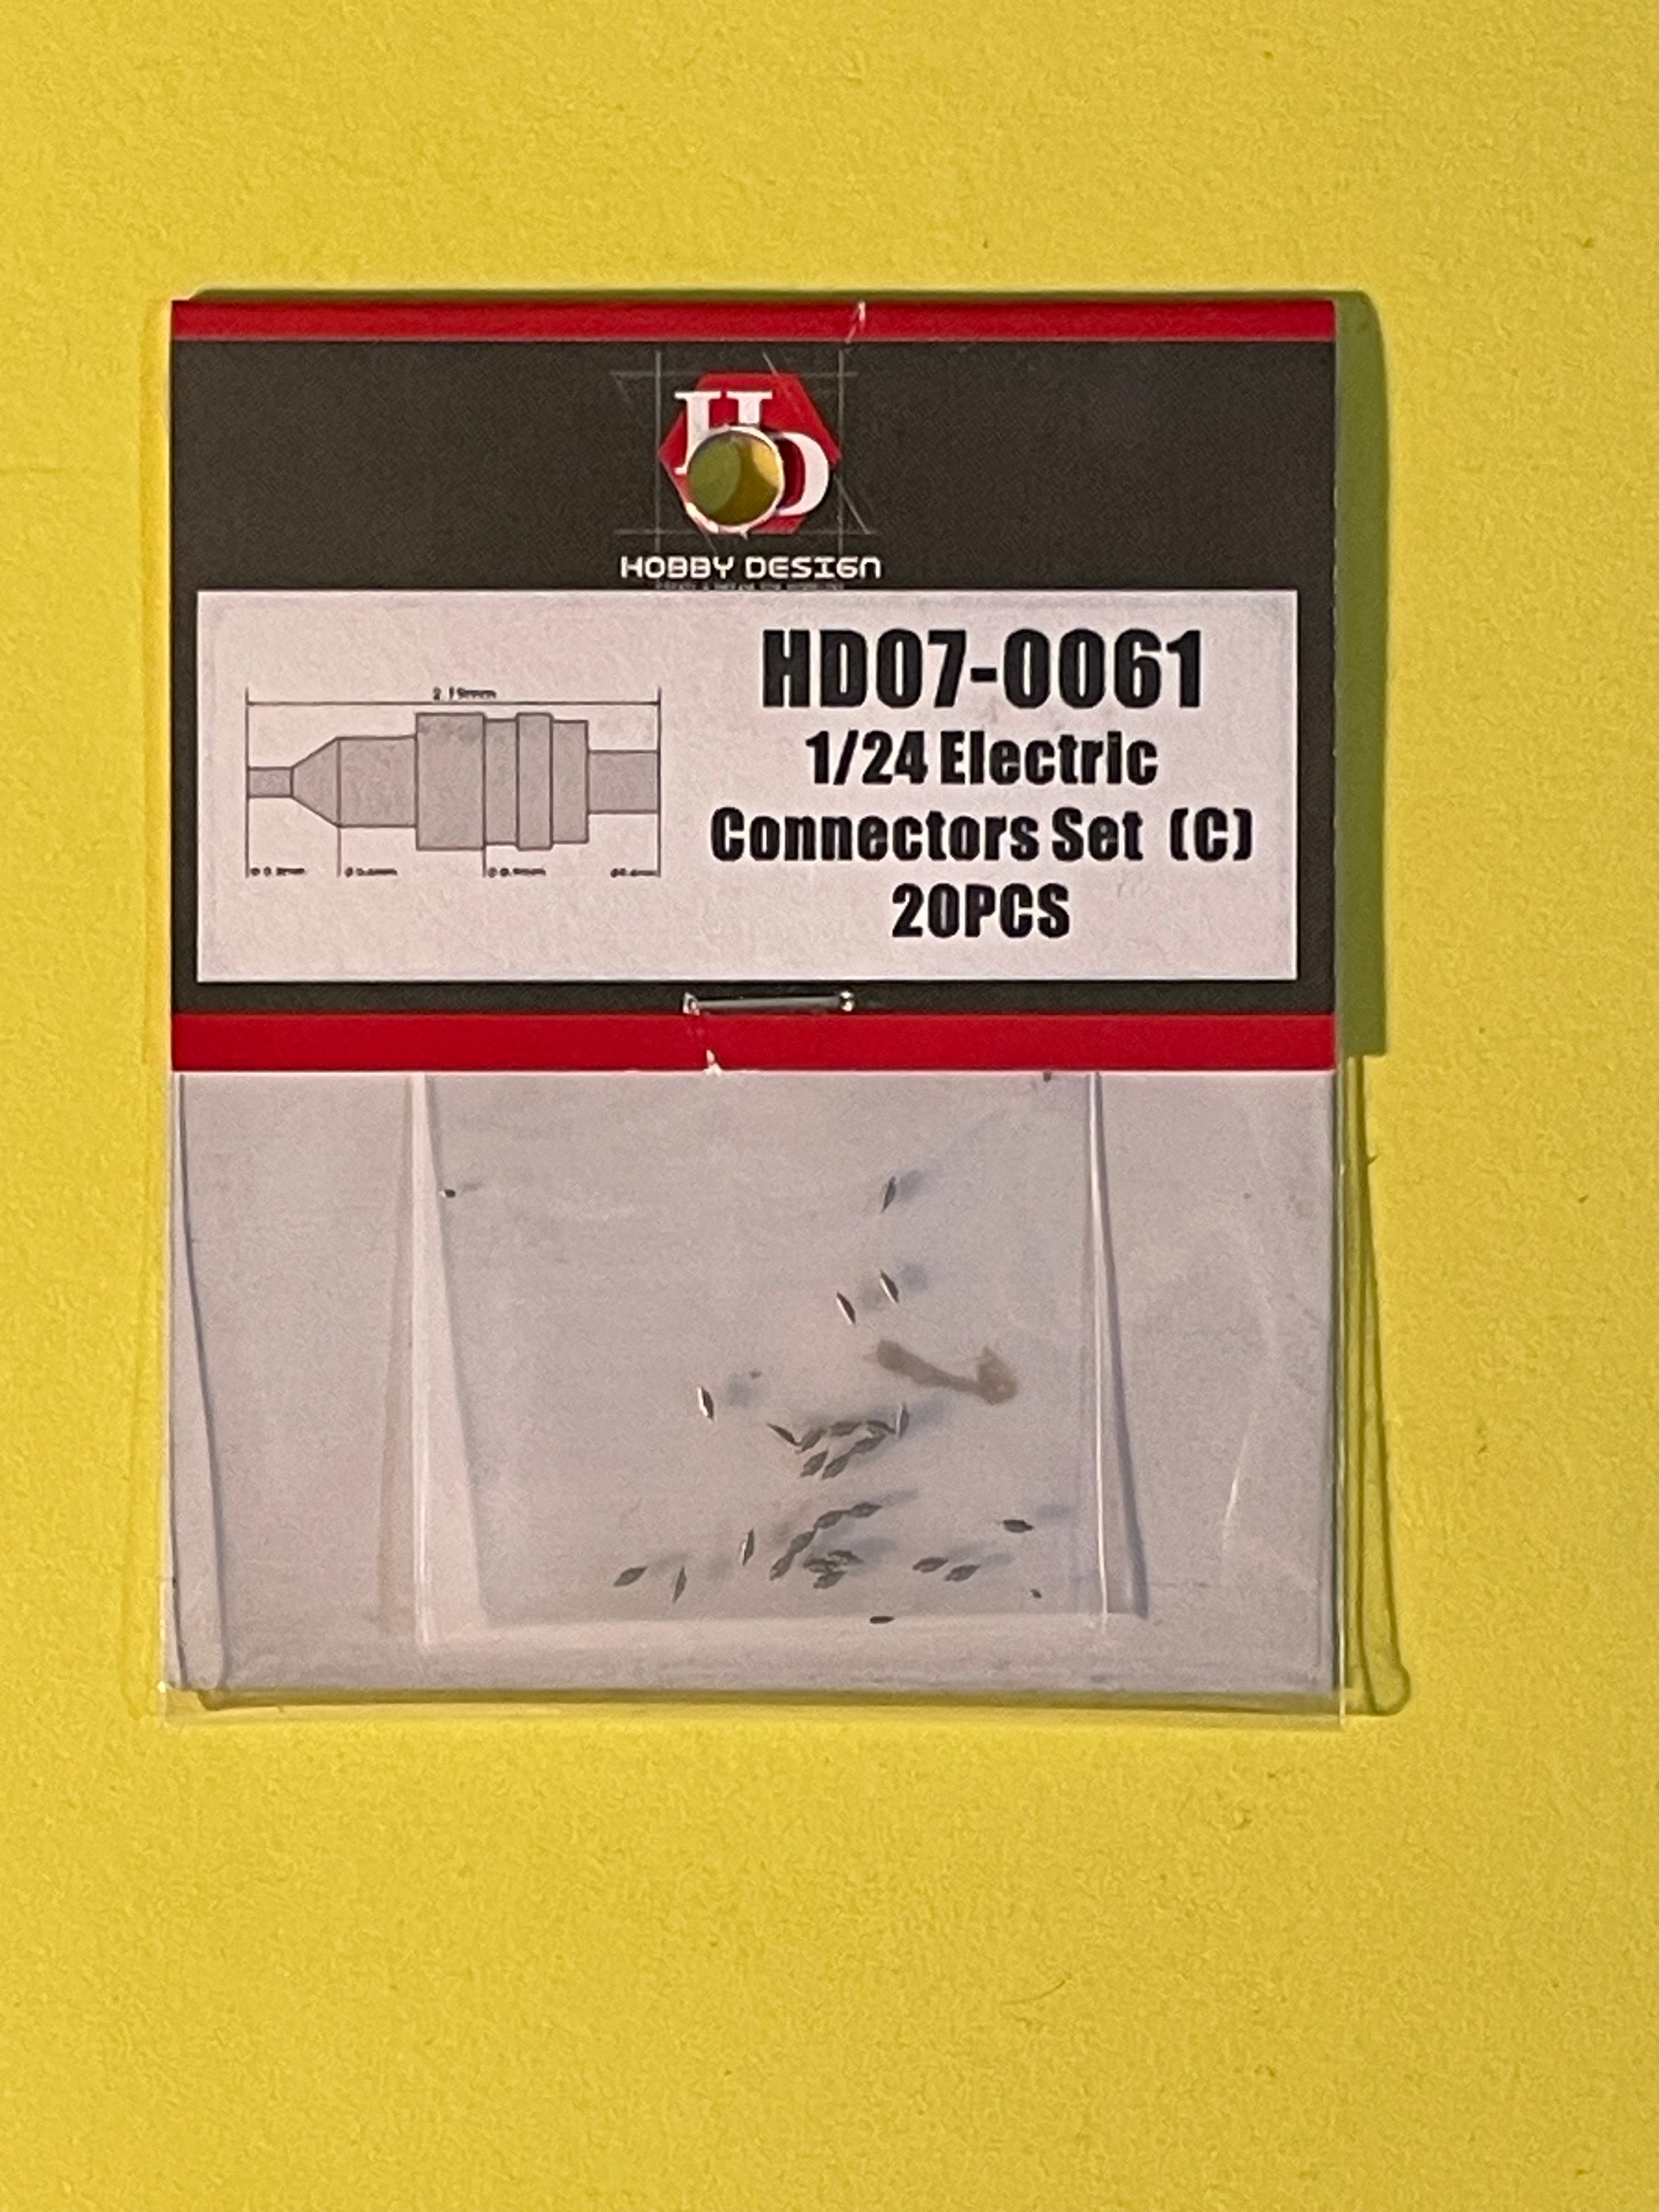 HD
HOBBY DESIGN
HD07-0061
1/24 Electric
Connectors Set (C)
20PCS